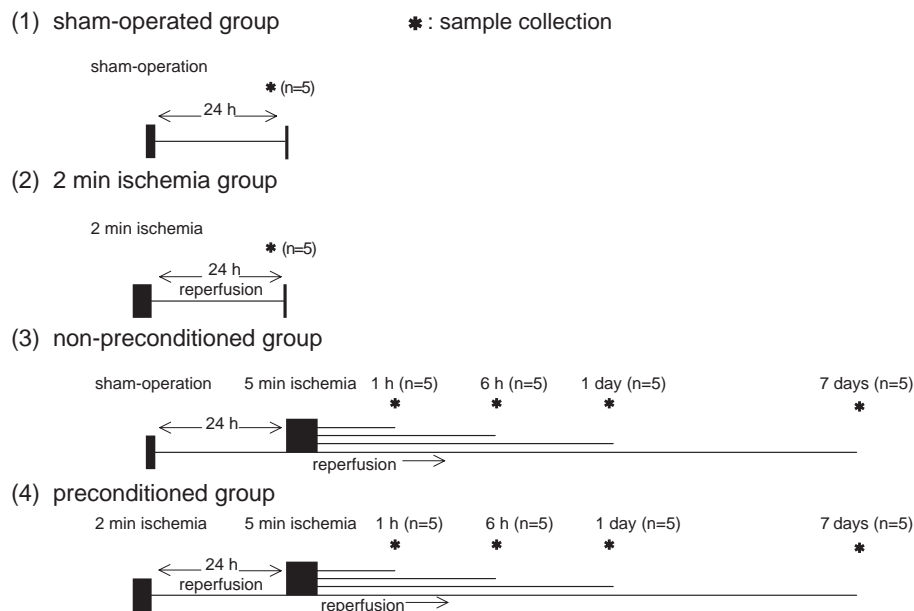 (1) sham-operated group
* : sample collection
sham-operation
* (n=5)
24 h
(2) 2 min ischemia group
2 min ischemia
* (n=5)
24 h
reperfusion
(3) non-preconditioned group
sham-operation 5 min ischemia 1 h (n=5) 6 h (n=5) 1 day (n=5) 7 days (n=5)
* * * *
24 h
reperfusion
(4) preconditioned group
2 min ischemia 5 min ischemia 1 h (n=5) 6 h (n=5) 1 day (n=5) 7 days (n=5)
* * * *
24 h
reperfusion
reperfusion